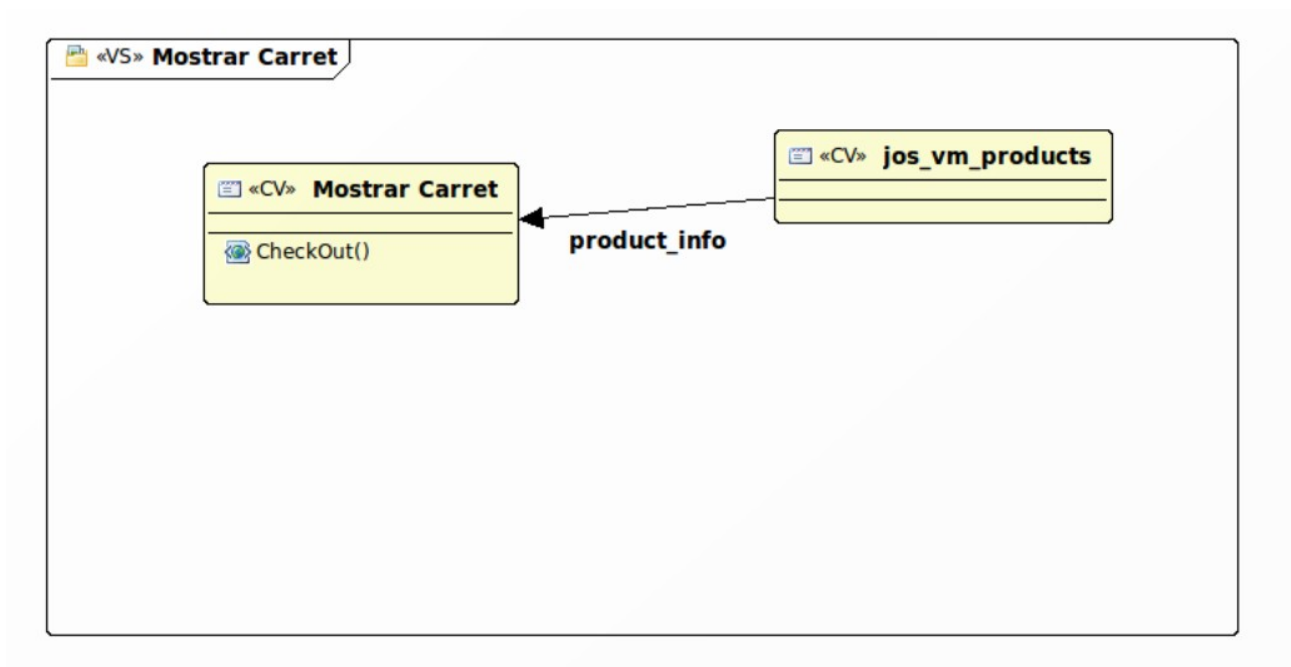 «VS» Mostrar Carret
«CV» jos_vm_products
«CV» Mostrar Carret
product_info
CheckOut()